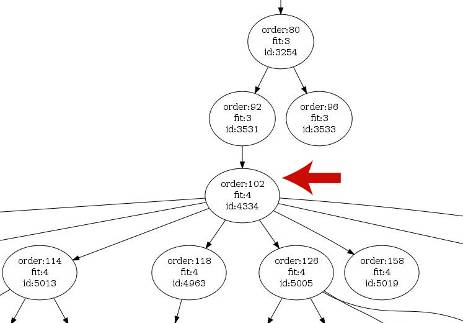 order:80
fit:3
id:3254
order:92
fit:3
id:3531
order:96
fit:3
id:3533
order:102
fit:4
id:4334
order:114
fit:4
id:5013
order:118
fit:4
id:4963
order:126
fit:4
id:5005
order:158
fit:4
id:5019